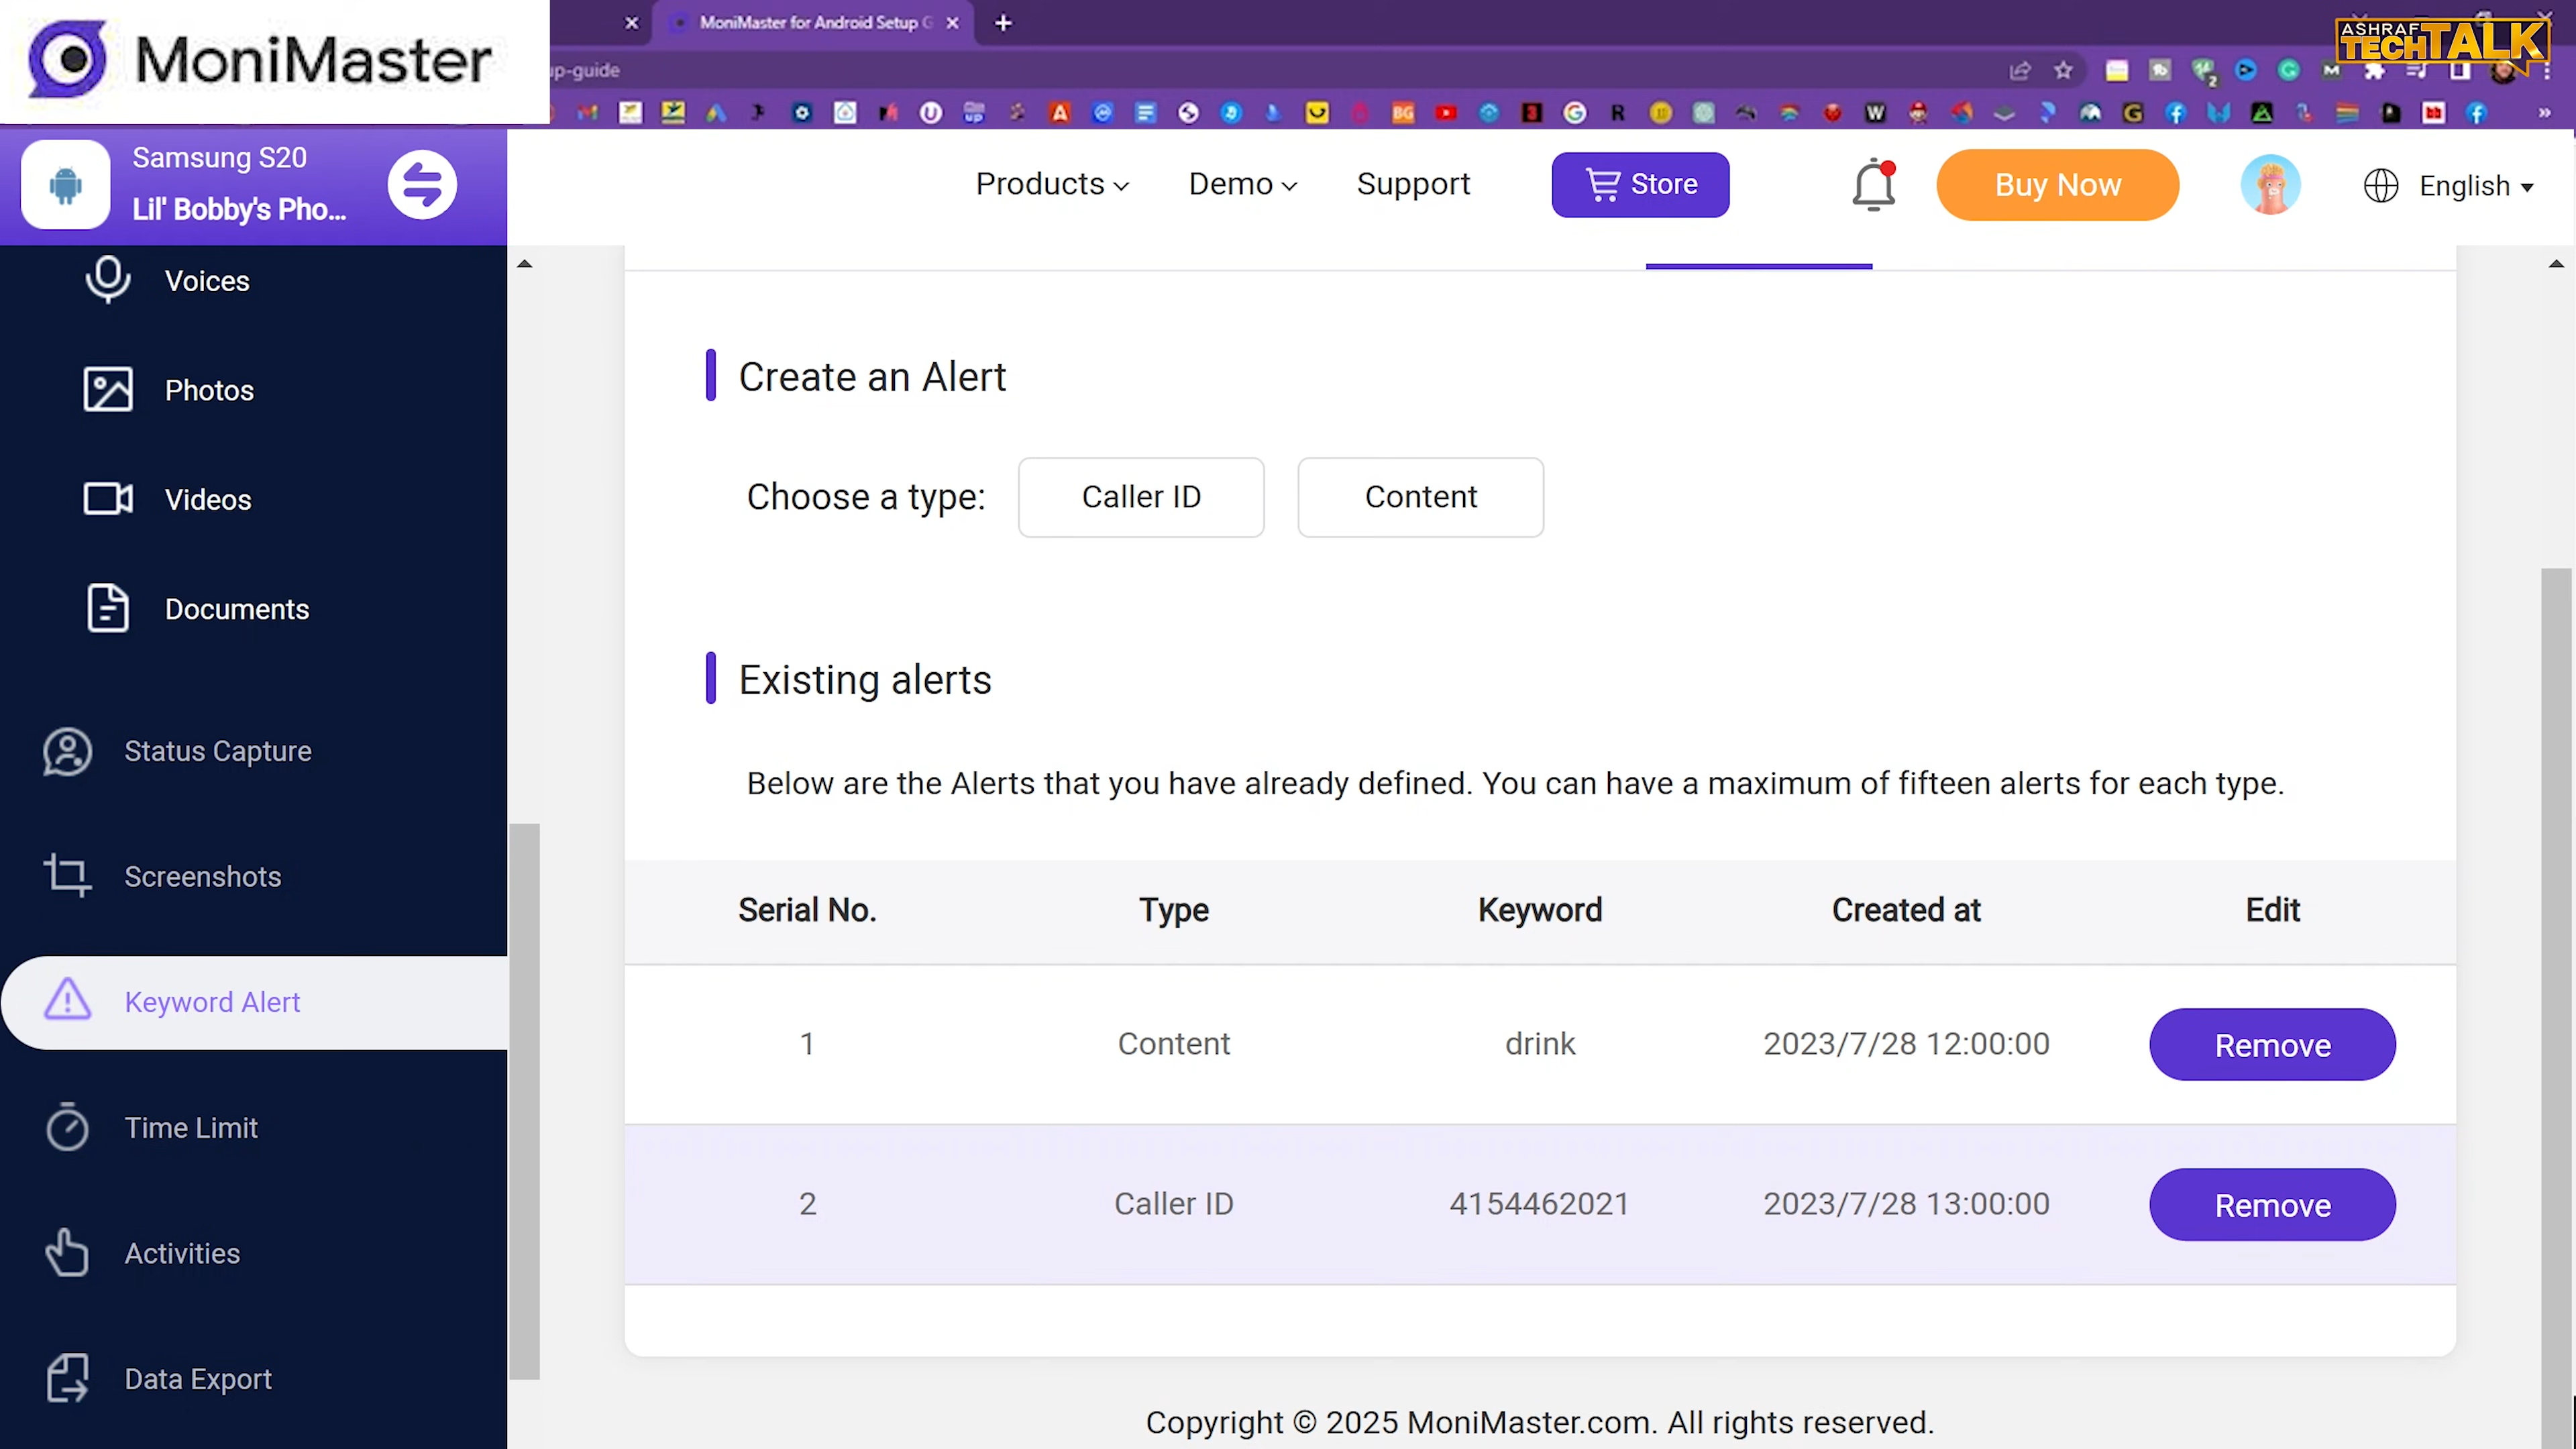 MoniMaster
MoniMaster for Android Setup G
ASHRAF
TECH TALK
up-guide
Samsung S20
Lil' Bobby's Pho...
Products
Demo
Support
Store
Buy Now
English
Voices
Photos
Videos
Documents
Status Capture
Screenshots
Keyword Alert
Time Limit
Activities
Data Export
Create an Alert
Choose a type: Caller ID Content
Existing alerts
Below are the Alerts that you have already defined. You can have a maximum of fifteen alerts for each type.
Serial No. Type Keyword Created at Edit
1 Content drink 2023/7/28 12:00:00 Remove
2 Caller ID 4154462021 2023/7/28 13:00:00 Remove
Copyright © 2025 MoniMaster.com. All rights reserved.